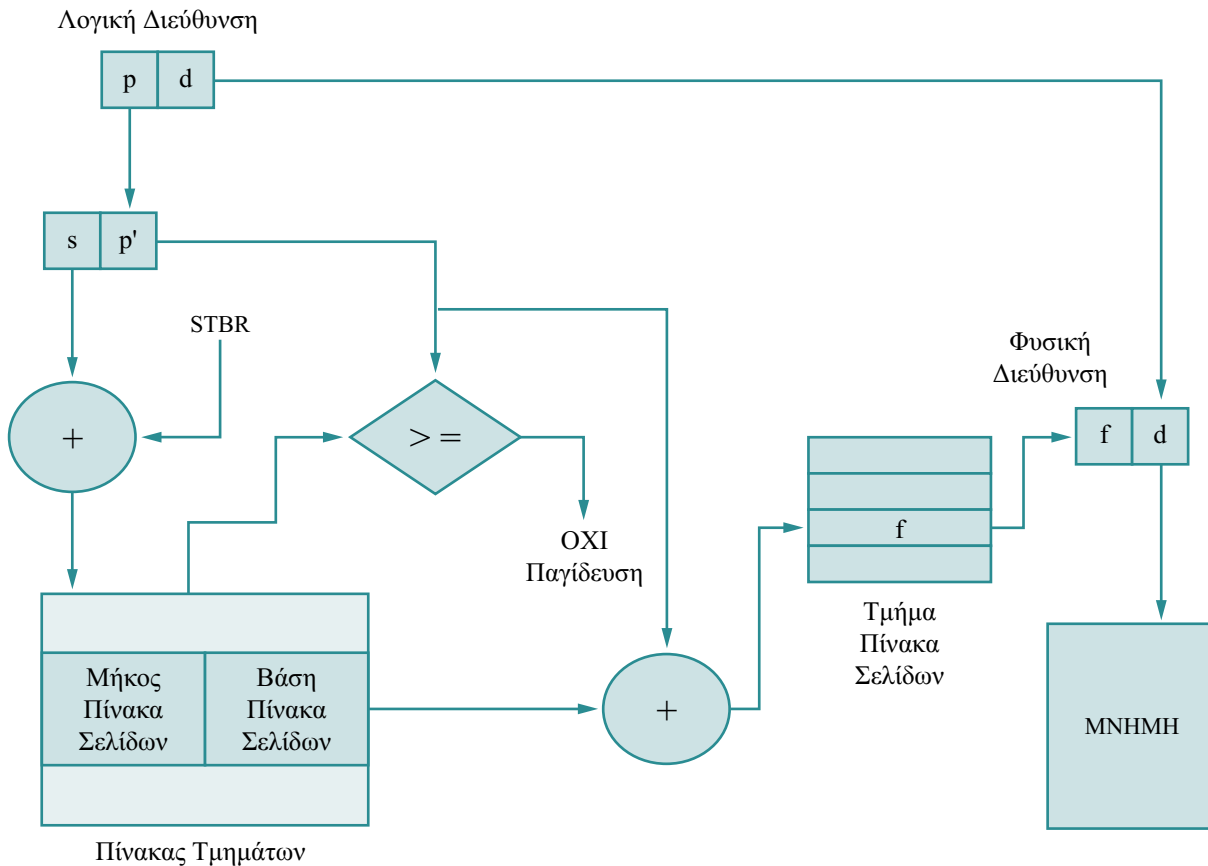 Λογική Διεύθυνση
p d
s p'
STBR
+
> =
ΟΧΙ
Παγίδευση
Φυσική
Διεύθυνση
f d
f
Τμήμα
Πίνακα
Σελίδων
Μήκος
Πίνακα
Σελίδων
Βάση
Πίνακα
Σελίδων
+
ΜΝΗΜΗ
Πίνακας Τμημάτων